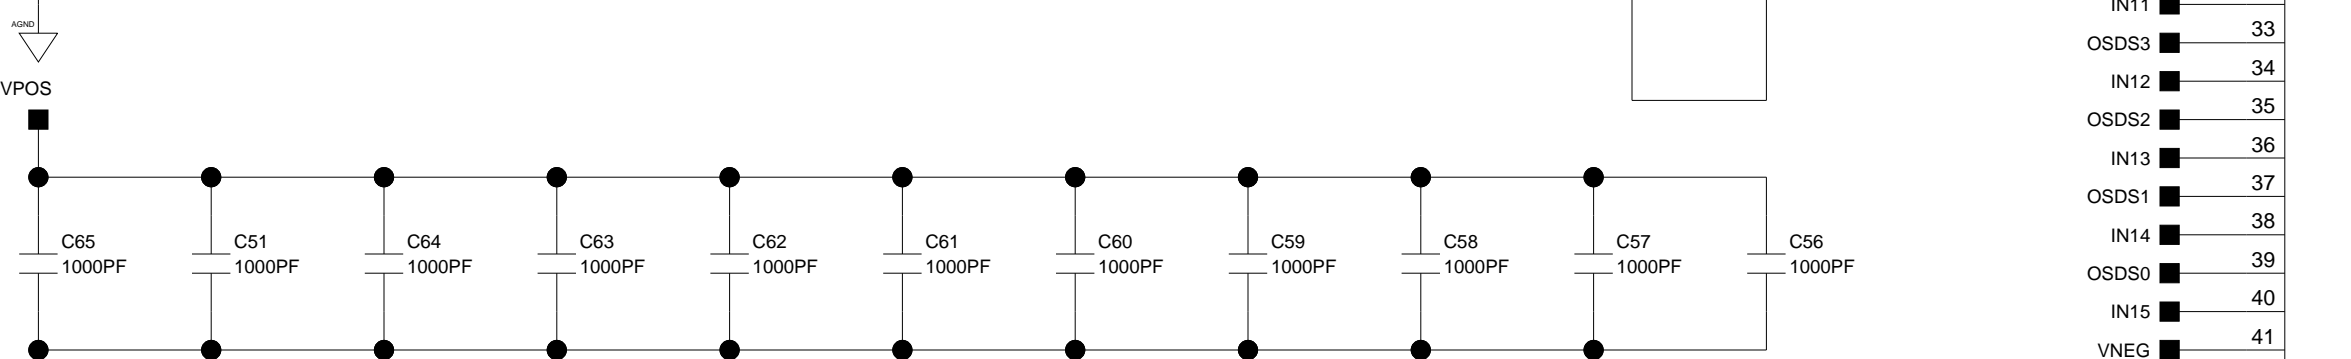 AGND
VPOS
C65
1000PF
C51
1000PF
C64
1000PF
C63
1000PF
C62
1000PF
C61
1000PF
C60
1000PF
C59
1000PF
C58
1000PF
C57
1000PF
C56
1000PF
IN11
OSDS3 33
IN12 34
OSDS2 35
IN13 36
OSDS1 37
IN14 38
OSDS0 39
IN15 40
VNEG 41